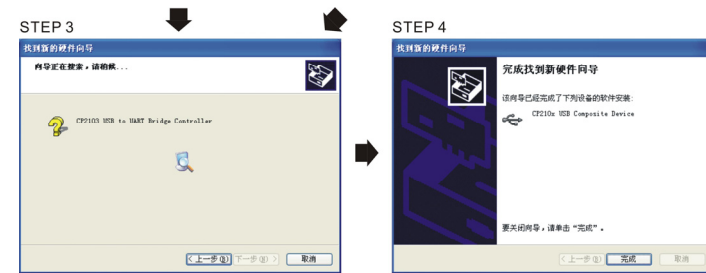 STEP 3
找到新的硬件向导
向导正在搜索，请稍候...
CP2103 USB to UART Bridge Controller
< 上一步(B)
下一步(N) >
取消
STEP 4
找到新的硬件向导
完成找到新硬件向导
该向导已经完成了下列设备的软件安装:
CP210x USB Composite Device
要关闭向导，请单击“完成”。
< 上一步(B)
完成
取消